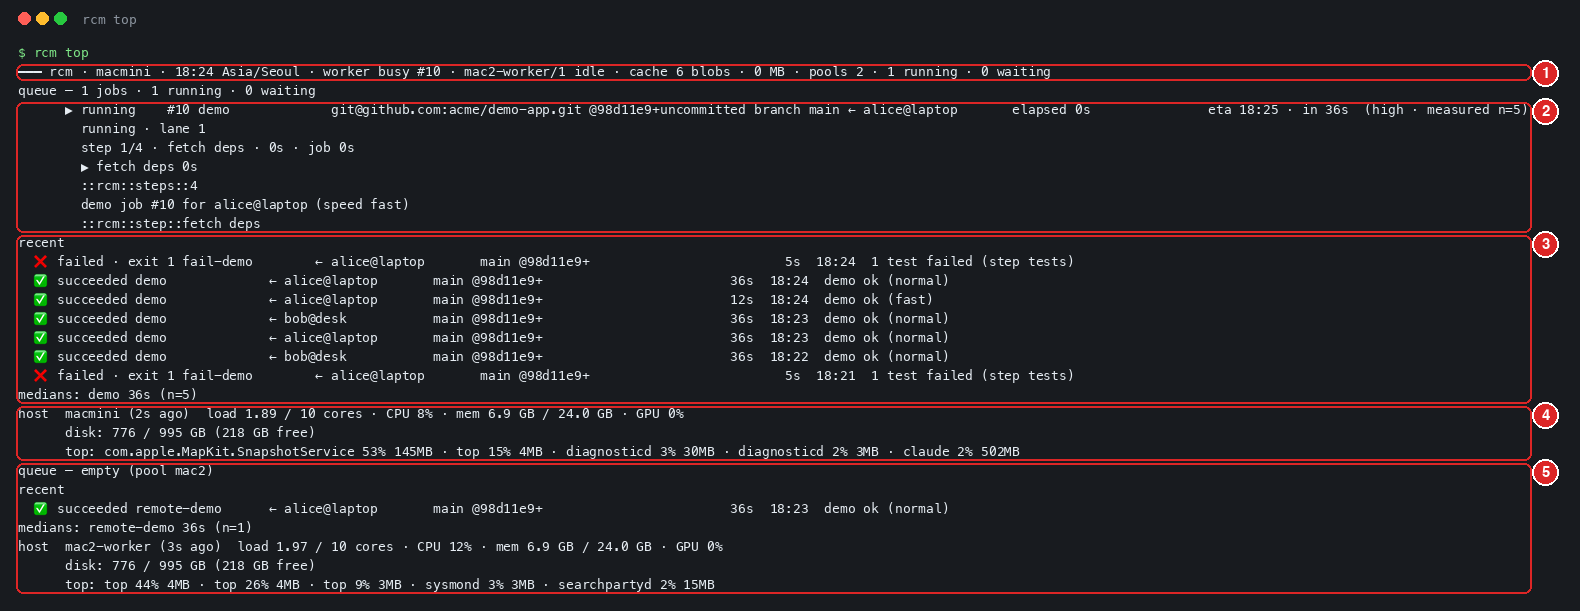 rcm top
$ rcm top
━━━ rcm · macmini · 18:24 Asia/Seoul · worker busy #10 · mac2-worker/1 idle · cache 6 blobs · 0 MB · pools 2 · 1 running · 0 waiting
1
queue — 1 jobs · 1 running · 0 waiting
▶ running #10 demo git@github.com:acme/demo-app.git @98d11e9+uncommitted branch main ← alice@laptop elapsed 0s eta 18:25 · in 36s (high · measured n=5)
2
running · lane 1
step 1/4 · fetch deps · 0s · job 0s
▶ fetch deps 0s
::rcm::steps::4
demo job #10 for alice@laptop (speed fast)
::rcm::step::fetch deps
recent
3
❌ failed · exit 1 fail-demo ← alice@laptop main @98d11e9+ 5s 18:24 1 test failed (step tests)
✅ succeeded demo ← alice@laptop main @98d11e9+ 36s 18:24 demo ok (normal)
✅ succeeded demo ← alice@laptop main @98d11e9+ 12s 18:24 demo ok (fast)
✅ succeeded demo ← bob@desk main @98d11e9+ 36s 18:23 demo ok (normal)
✅ succeeded demo ← alice@laptop main @98d11e9+ 36s 18:23 demo ok (normal)
✅ succeeded demo ← bob@desk main @98d11e9+ 36s 18:22 demo ok (normal)
❌ failed · exit 1 fail-demo ← alice@laptop main @98d11e9+ 5s 18:21 1 test failed (step tests)
medians: demo 36s (n=5)
host macmini (2s ago) load 1.89 / 10 cores · CPU 8% · mem 6.9 GB / 24.0 GB · GPU 0%
4
disk: 776 / 995 GB (218 GB free)
top: com.apple.MapKit.SnapshotService 53% 145MB · top 15% 4MB · diagnosticd 3% 30MB · diagnosticd 2% 3MB · claude 2% 502MB
queue — empty (pool mac2)
5
recent
✅ succeeded remote-demo ← alice@laptop main @98d11e9+ 36s 18:23 demo ok (normal)
medians: remote-demo 36s (n=1)
host mac2-worker (3s ago) load 1.97 / 10 cores · CPU 12% · mem 6.9 GB / 24.0 GB · GPU 0%
disk: 776 / 995 GB (218 GB free)
top: top 44% 4MB · top 26% 4MB · top 9% 3MB · sysmond 3% 3MB · searchpartyd 2% 15MB